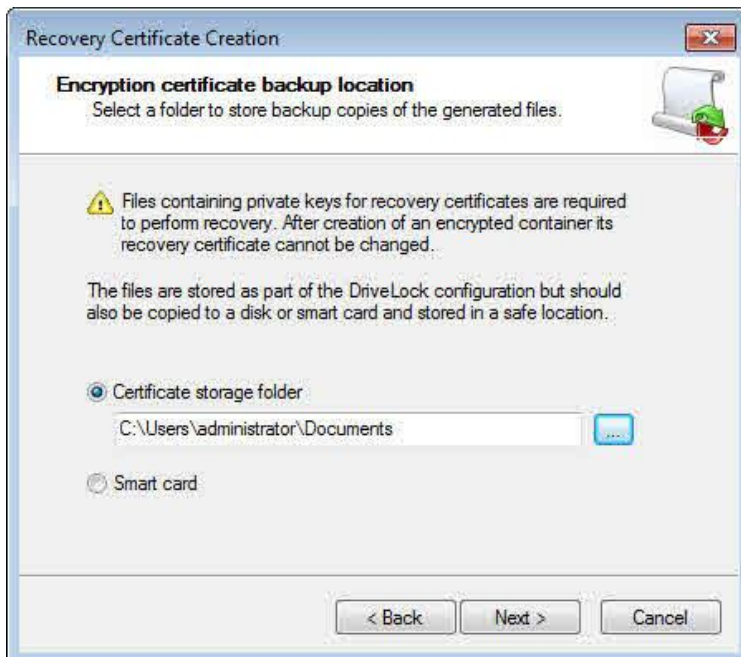 Recovery Certificate Creation
Encryption certificate backup location
Select a folder to store backup copies of the generated files.
Files containing private keys for recovery certificates are required
to perform recovery. After creation of an encrypted container its
recovery certificate cannot be changed.
The files are stored as part of the DriveLock configuration but should
also be copied to a disk or smart card and stored in a safe location.
Certificate storage folder
C:\Users\administrator\Documents
...
Smart card
< Back
Next >
Cancel